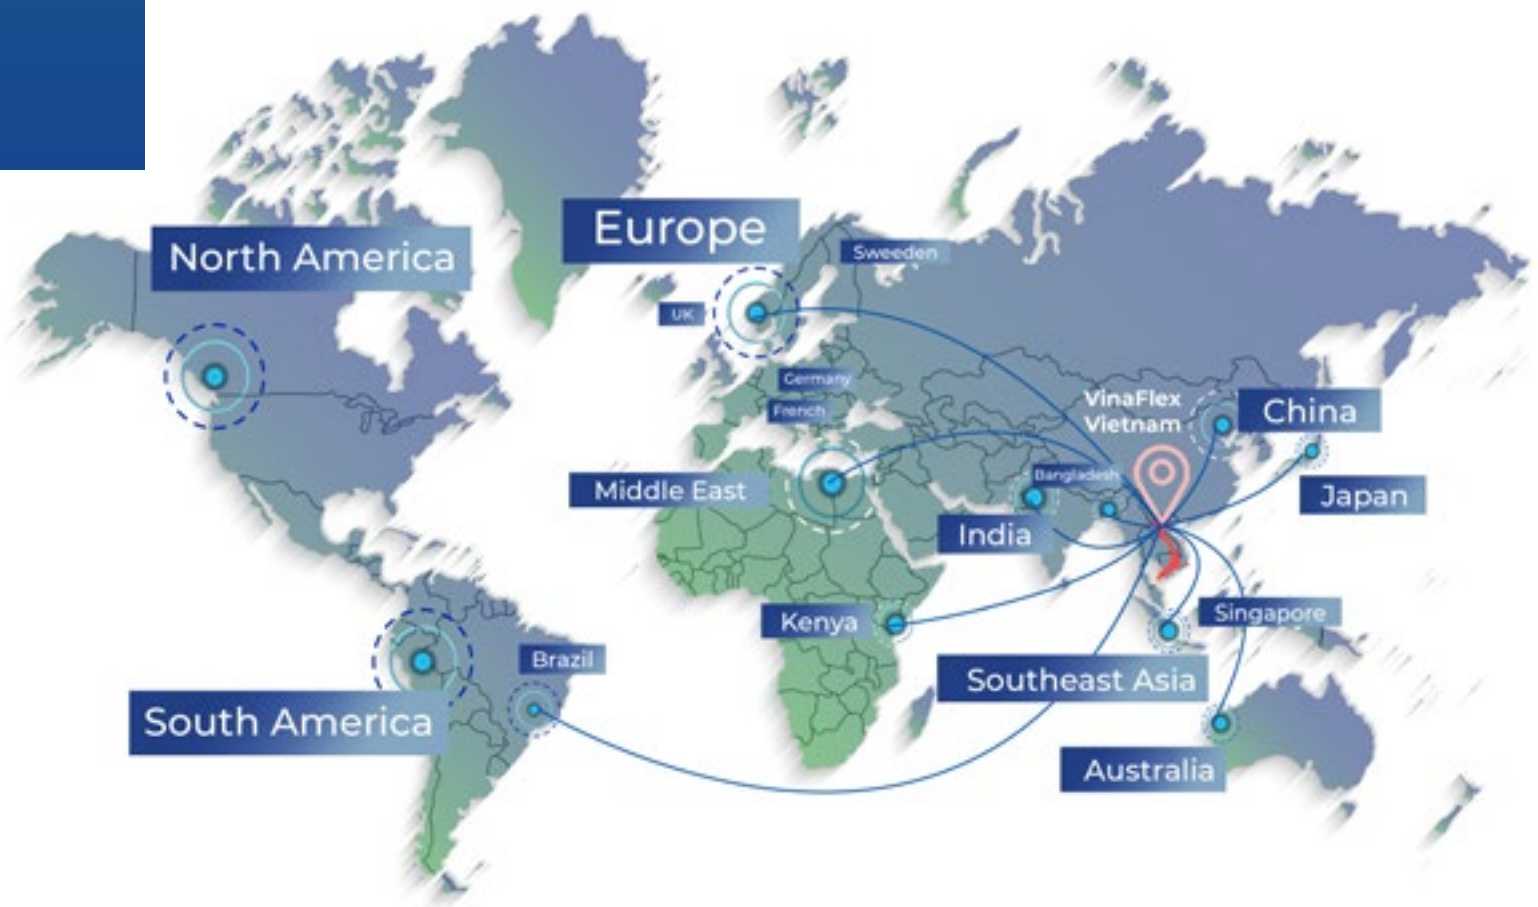 Europe
North America
Sweeden
UK
Germany
French
VinaFlex
Vietnam
China
Middle East
Bangladesh
Japan
India
Kenya
Singapore
Brazil
Southeast Asia
South America
Australia